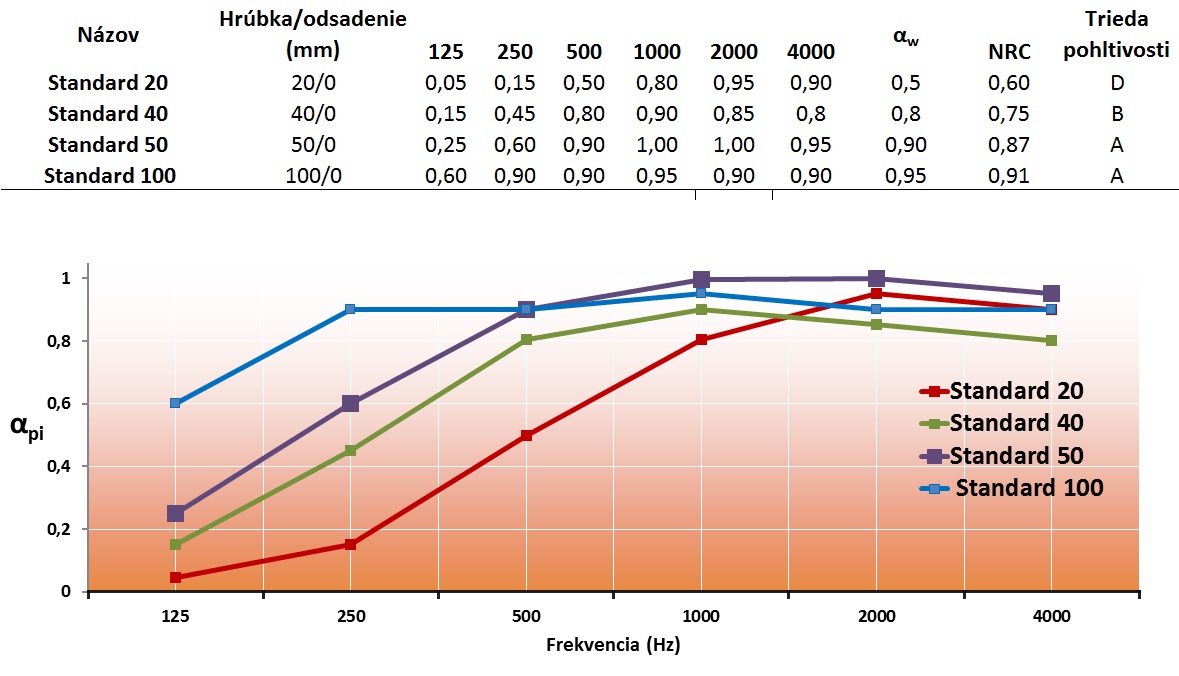 Názov Hrúbka/odsadenie (mm) 125 250 500 1000 2000 4000 αw NRC Trieda pohltivosti
Standard 20 20/0 0,05 0,15 0,50 0,80 0,95 0,90 0,5 0,60 D
Standard 40 40/0 0,15 0,45 0,80 0,90 0,85 0,8 0,8 0,75 B
Standard 50 50/0 0,25 0,60 0,90 1,00 1,00 0,95 0,90 0,87 A
Standard 100 100/0 0,60 0,90 0,90 0,95 0,90 0,90 0,95 0,91 A
1
0,8
0,6
αpi
0,4
0,2
0
Standard 20
Standard 40
Standard 50
Standard 100
125 250 500 1000 2000 4000
Frekvencia (Hz)